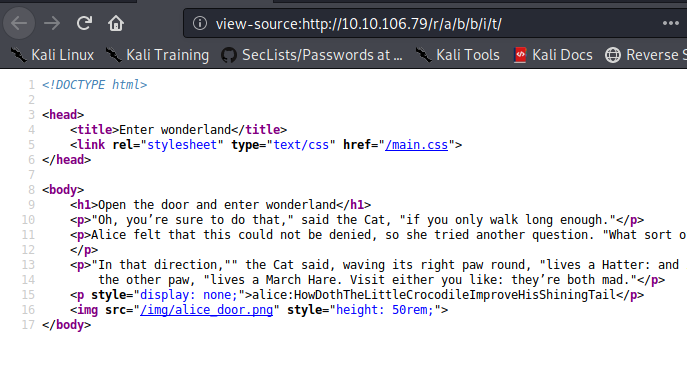 view-source:http://10.10.106.79/r/a/b/b/i/t/
Kali Linux Kali Training SecLists/Passwords at ... Kali Tools Kali Docs Reverse S
1 <!DOCTYPE html>
2
3 <head>
4 <title>Enter wonderland</title>
5 <link rel="stylesheet" type="text/css" href="/main.css">
6 </head>
7
8 <body>
9 <h1>Open the door and enter wonderland</h1>
10 <p>"Oh, you’re sure to do that," said the Cat, "if you only walk long enough."</p>
11 <p>Alice felt that this could not be denied, so she tried another question. "What sort o
12 </p>
13 <p>"In that direction,"" the Cat said, waving its right paw round, "lives a Hatter: and
14 the other paw, "lives a March Hare. Visit either you like: they’re both mad."</p>
15 <p style="display: none;">alice:HowDothTheLittleCrocodileImproveHisShiningTail</p>
16 <img src="/img/alice_door.png" style="height: 50rem;">
17 </body>